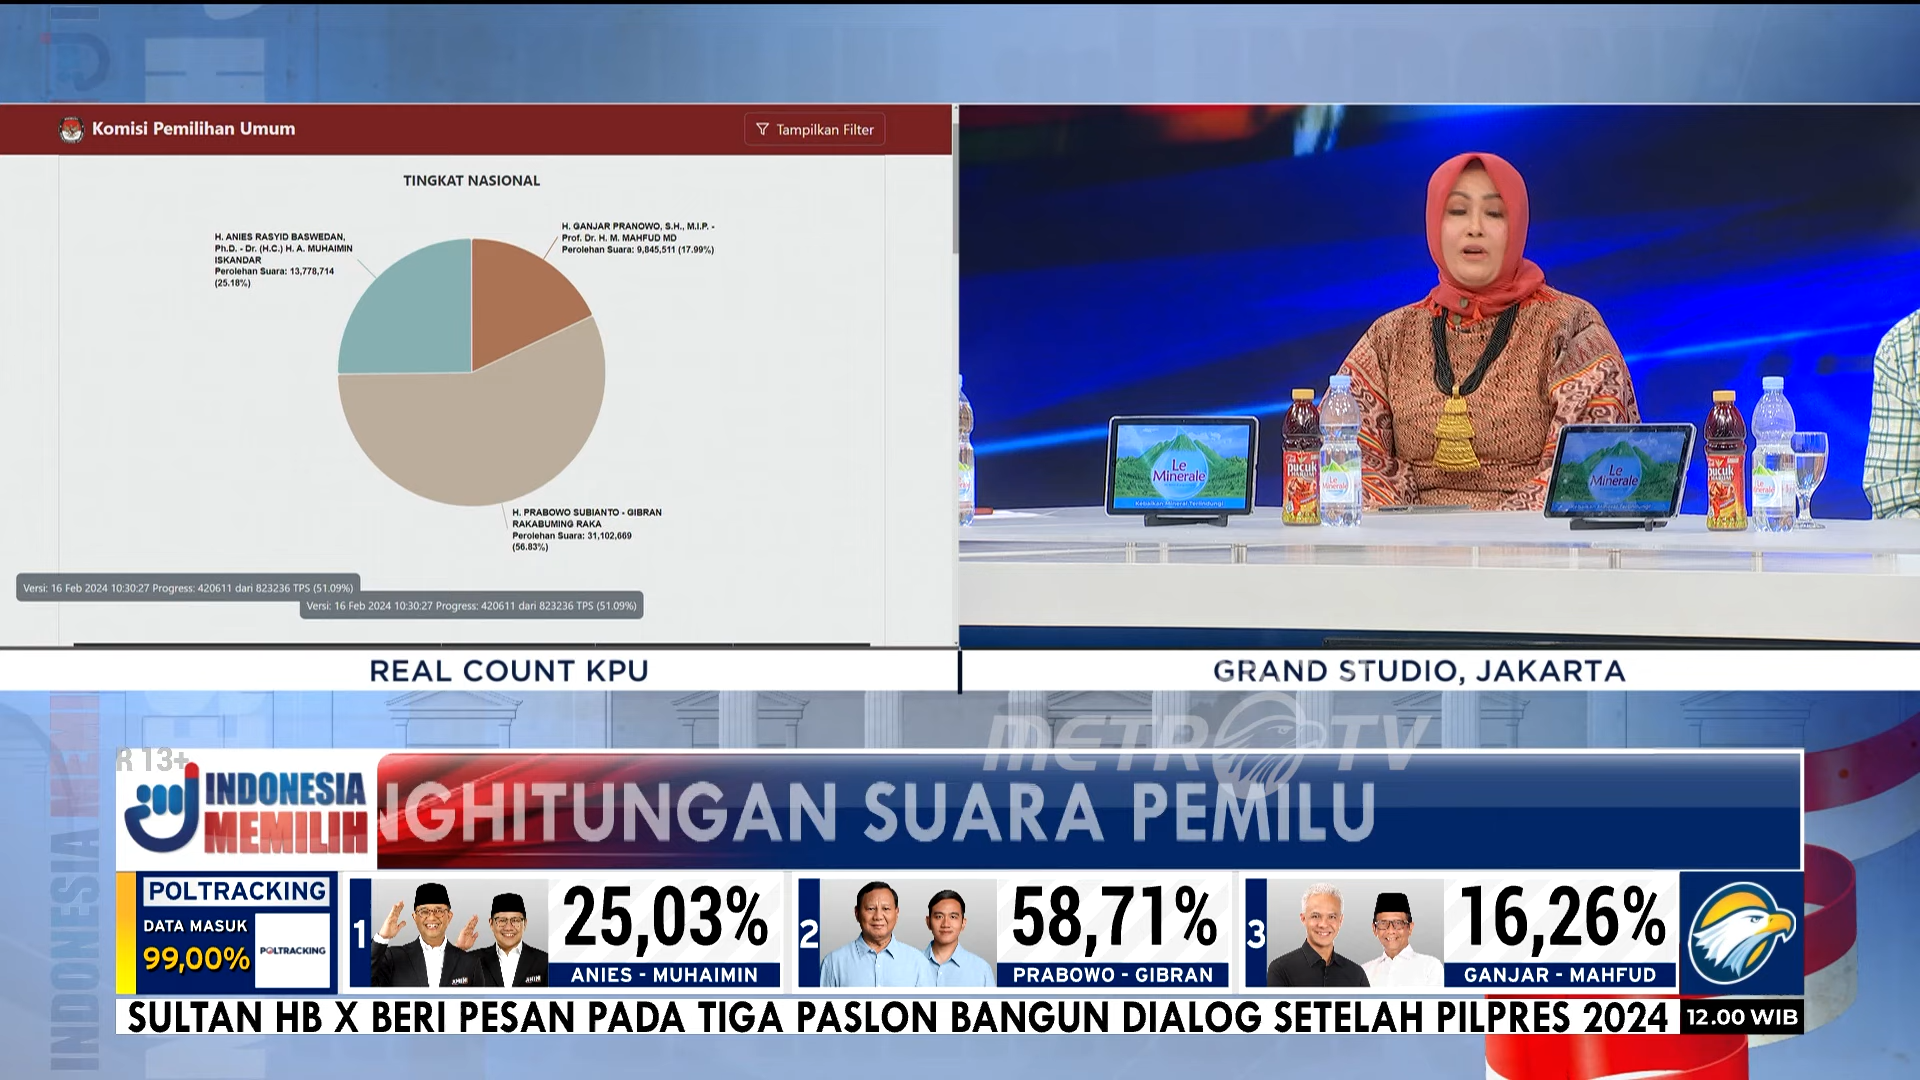 Komisi Pemilihan Umum
Tampilkan Filter
TINGKAT NASIONAL
H. ANIES RASYID BASWEDAN,
Ph.D. - Dr. (H.C.) H. A. MUHAIMIN
ISKANDAR
Perolehan Suara: 13,778,714
(25.18%)
H. GANJAR PRANOWO, S.H., M.I.P. -
Prof. Dr. H. M. MAHFUD MD
Perolehan Suara: 9,845,511 (17.99%)
H. PRABOWO SUBIANTO - GIBRAN
RAKABUMING RAKA
Perolehan Suara: 31,102,669
(56.83%)
Versi: 16 Feb 2024 10:30:27 Progress: 420611 dari 823236 TPS (51.09%)
Versi: 16 Feb 2024 10:30:27 Progress: 420611 dari 823236 TPS (51.09%)
Le
Minerale
pucuk
Le
Minerale
pucuk
REAL COUNT KPU
GRAND STUDIO, JAKARTA
METRO TV
R 13+
INDONESIA
MEMILIH
NGHITUNGAN SUARA PEMILU
POLTRACKING
DATA MASUK
99,00%
POLTRACKING
1
25,03%
ANIES - MUHAIMIN
2
58,71%
PRABOWO - GIBRAN
3
16,26%
GANJAR - MAHFUD
SULTAN HB X BERI PESAN PADA TIGA PASLON BANGUN DIALOG SETELAH PILPRES 2024
12.00 WIB
INDONESIA MEMI